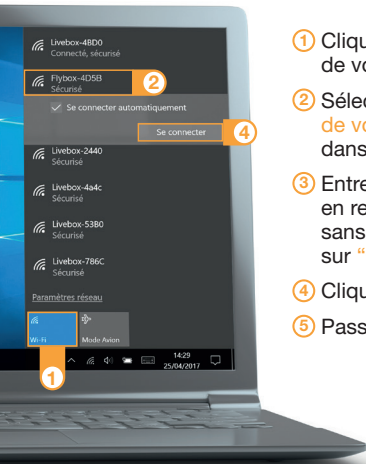 Livebox-4BD0
Connecté, sécurisé
Flybox-4D5B
Sécurisé
2
Se connecter automatiquement
Se connecter
4
Livebox-2440
Sécurisé
Livebox-4a4c
Sécurisé
Livebox-53B0
Sécurisé
Livebox-786C
Sécurisé
Paramètres réseau
Wi-Fi
Mode Avion
14:29
25/04/2017
1
1 Cliqu
de vo
2 Sélec
de vo
dans
3 Entre
en re
sans
sur "
4 Cliqu
5 Pass